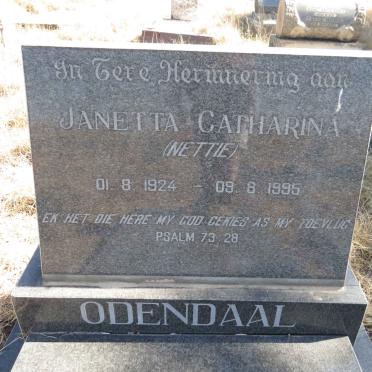 In Tere Herinnering aan
JANETTA CATHARINA
(NETTIE)
01 8 1924 - 09 8 1995
EK HET DIE HERE MY GOD GEKIES AS MY TOEVLUG
PSALM 73 28
ODENDAAL